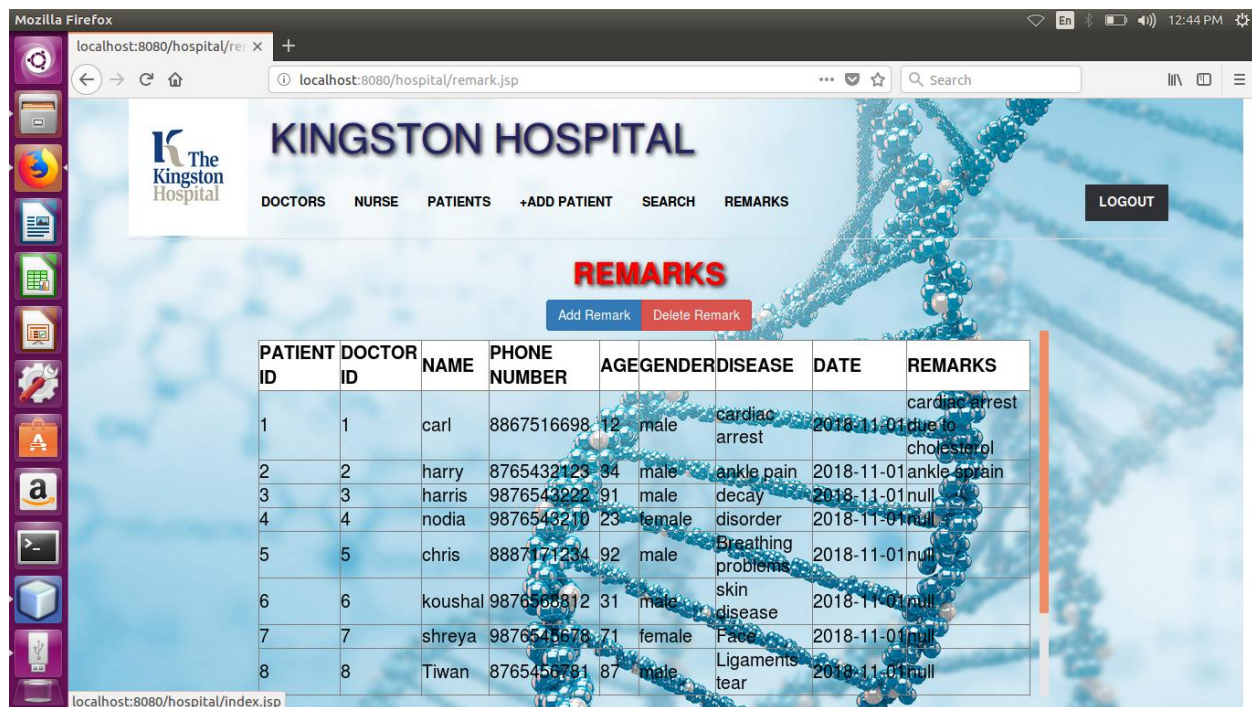 Mozilla Firefox
En
12:44 PM
localhost:8080/hospital/rer
localhost:8080/hospital/remark.jsp
Search
The
Kingston
Hospital
KINGSTON HOSPITAL
DOCTORS NURSE PATIENTS +ADD PATIENT SEARCH REMARKS
LOGOUT
REMARKS
Add Remark Delete Remark
PATIENT ID DOCTOR ID NAME PHONE NUMBER AGE GENDER DISEASE DATE REMARKS
1 1 carl 8867516698 12 male cardiac arrest 2018-11-01 cardiac arrest due to cholesterol
2 2 harry 8765432123 34 male ankle pain 2018-11-01 ankle sprain
3 3 harris 9876543222 91 male decay 2018-11-01 null
4 4 nodia 9876543210 23 female disorder 2018-11-01 null
5 5 chris 8887171234 92 male Breathing problems 2018-11-01 null
6 6 koushal 9876568812 31 male skin disease 2018-11-01 null
7 7 shreya 9876545678 71 female Face 2018-11-01 null
8 8 Tiwan 8765456781 87 male Ligaments tear 2018-11-01 null
localhost:8080/hospital/index.jsp